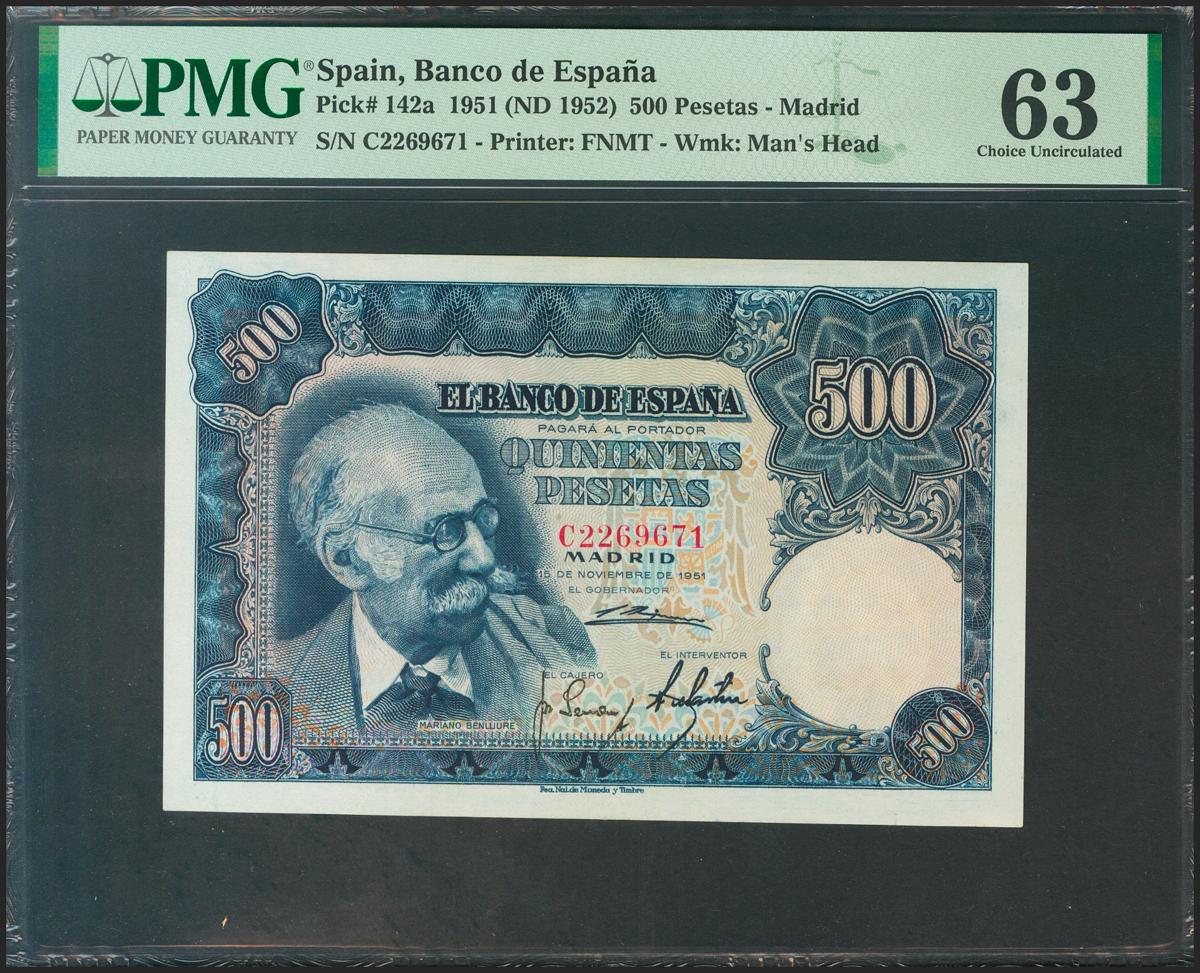 PMG®
PAPER MONEY GUARANTY
Spain, Banco de España
Pick# 142a 1951 (ND 1952) 500 Pesetas - Madrid
S/N C2269671 - Printer: FNMT - Wmk: Man's Head
63
Choice Uncirculated
500
500
EL BANCO DE ESPAÑA
PAGARÁ AL PORTADOR
QUINIENTAS
PESETAS
C2269671
MADRID
15 DE NOVIEMBRE DE 1951
EL GOBERNADOR
EL INTERVENTOR
EL CAJERO
MARIANO BENLLIURE
500
500
Fca. Nal. de Moneda y Timbre